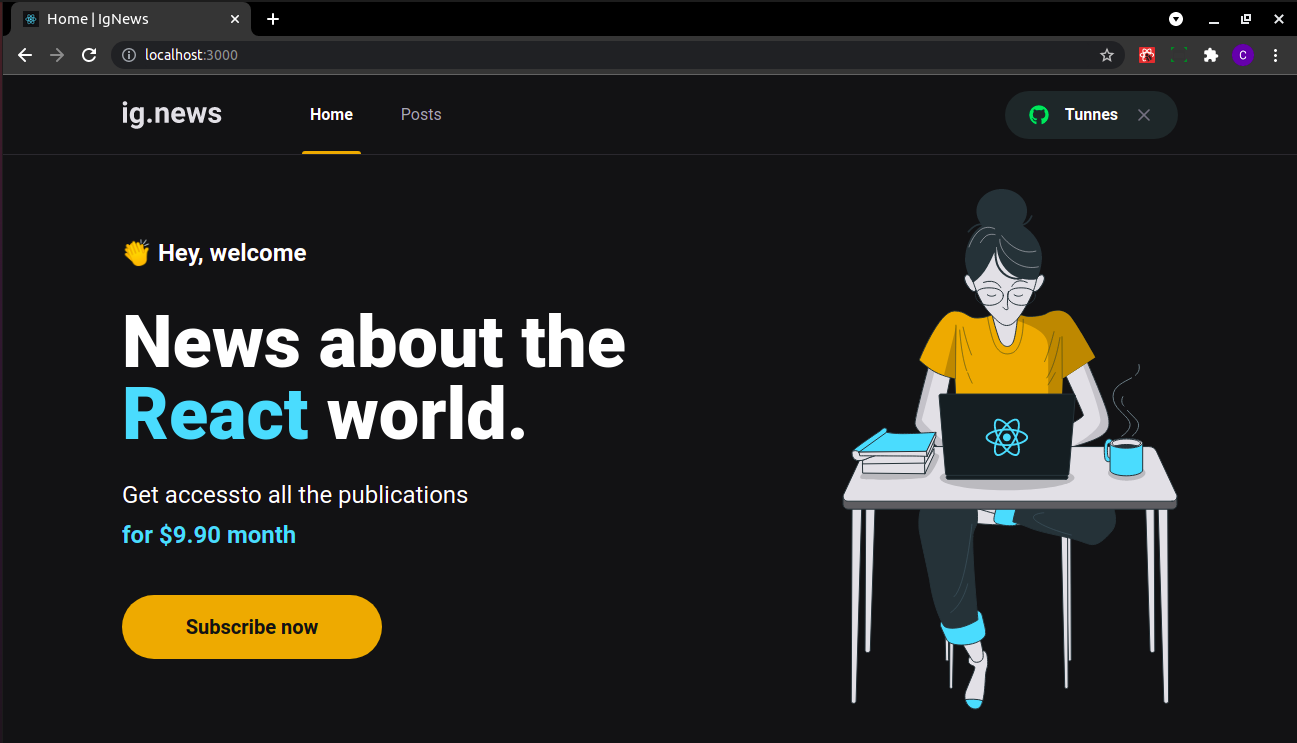 Home | IgNews
localhost:3000
C
ig.news
Home
Posts
Tunnes
👏 Hey, welcome
News about the
React world.
Get accessto all the publications
for $9.90 month
Subscribe now